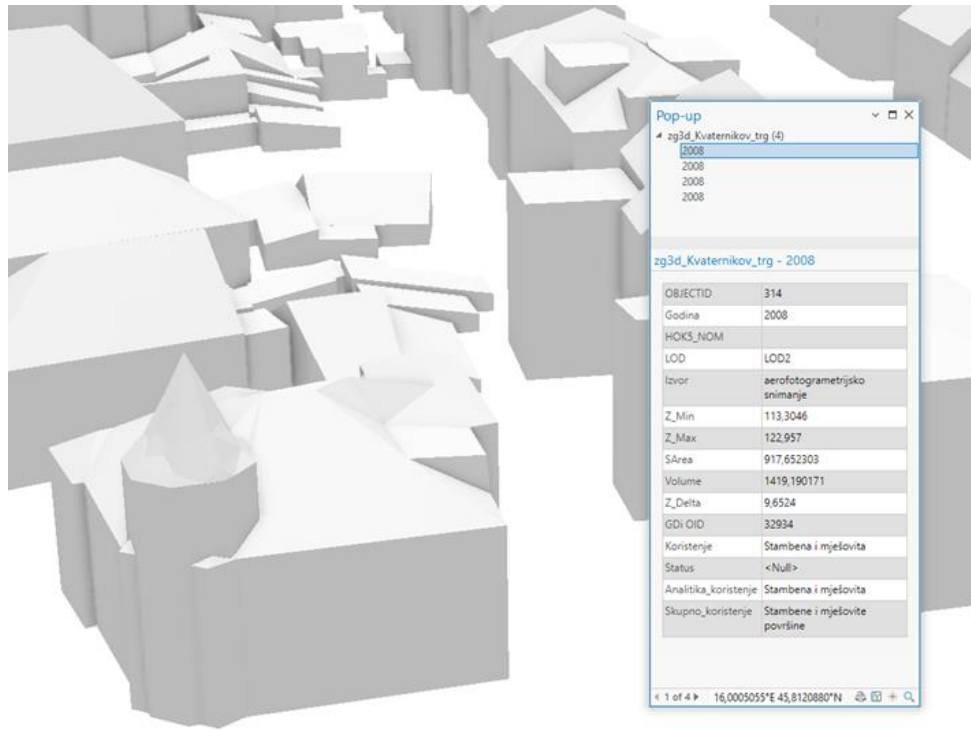 Pop-up
zg3d_Kvaternikov_trg (4)
2008
2008
2008
2008
zg3d_Kvaternikov_trg - 2008
OBJECTID 314
Godina 2008
HOK5_NOM
LOD LOD2
Izvor aerofotogrametrijsko
snimanje
Z_Min 113,3046
Z_Max 122,957
SArea 917,652303
Volume 1419,190171
Z_Delta 9,6524
GDi OID 32934
Koristenje Stambena i mješovita
Status <Null>
Analitika_koristenje Stambena i mješovita
Skupno_koristenje Stambene i mješovite
površine
1 of 4 16,0005055°E 45,8120880°N